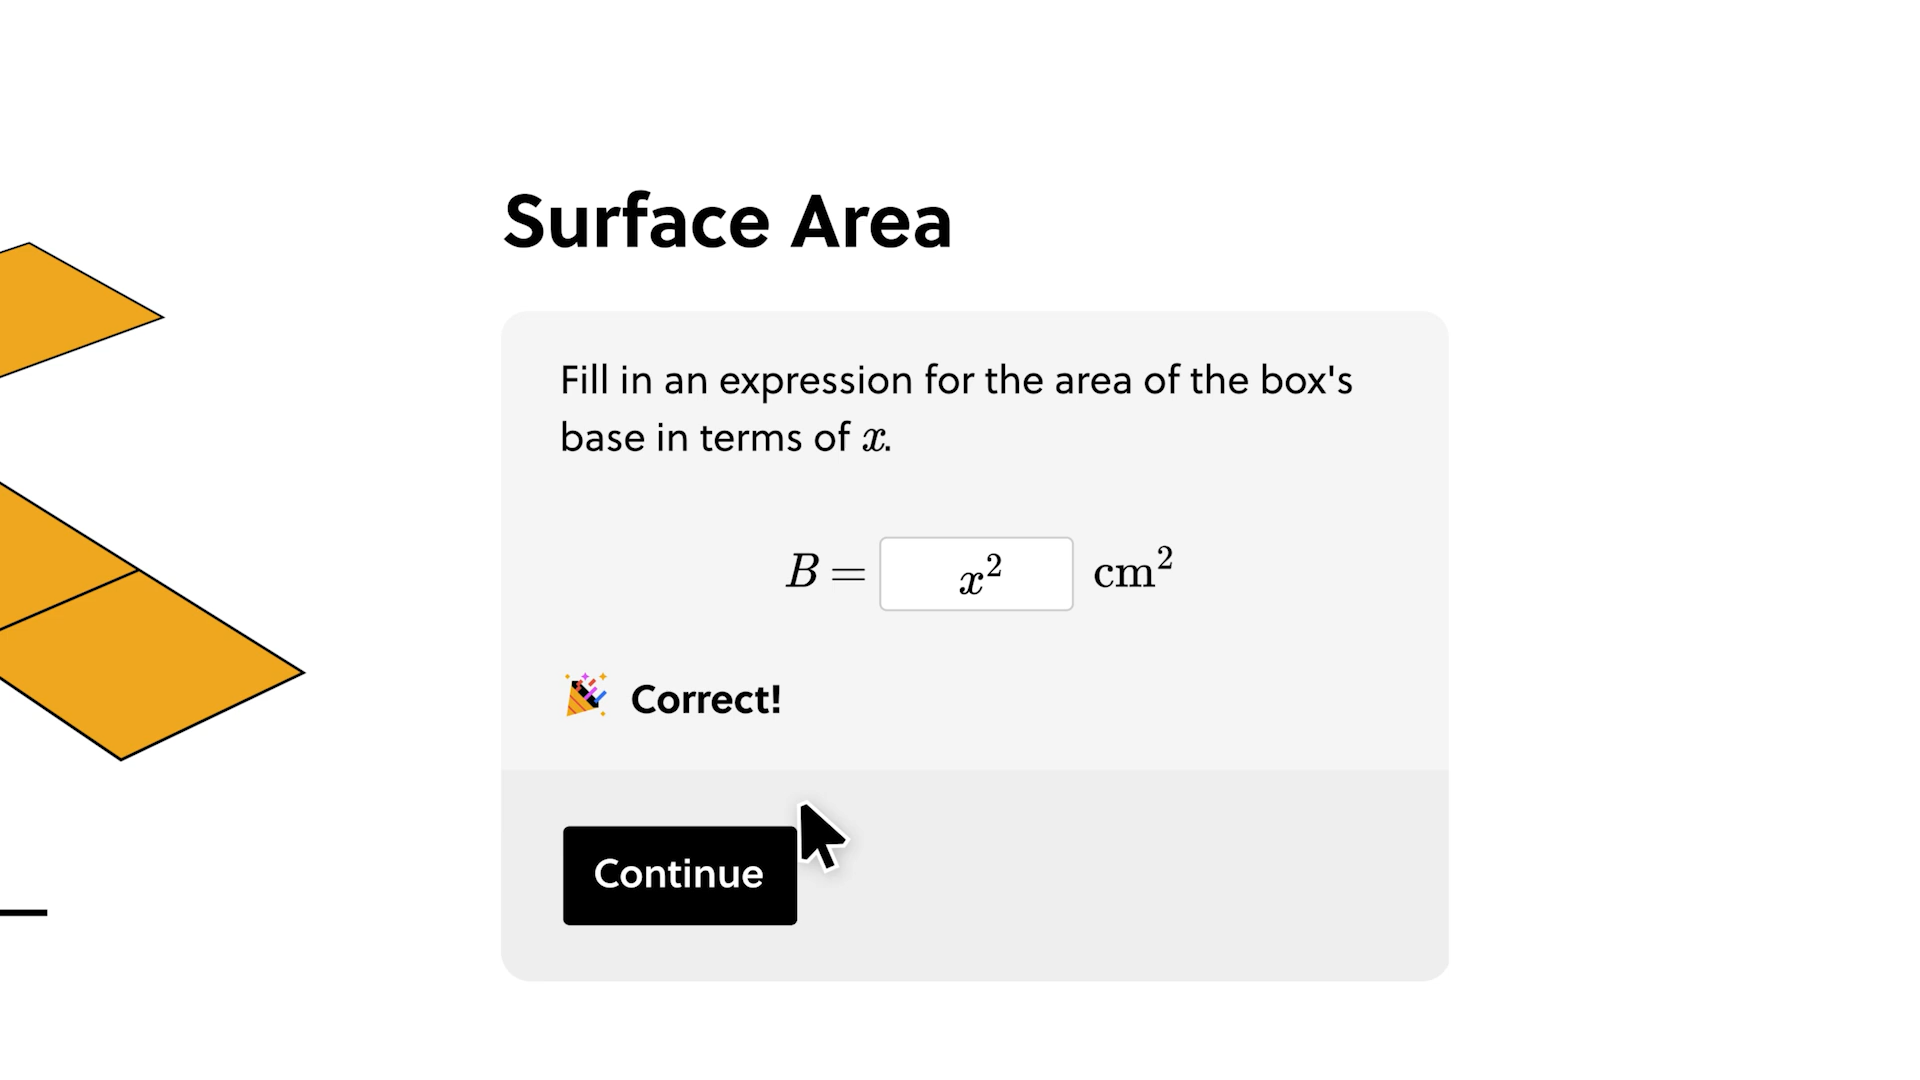 Surface Area
Fill in an expression for the area of the box's
base in terms of x.
B = x² cm²
Correct!
Continue